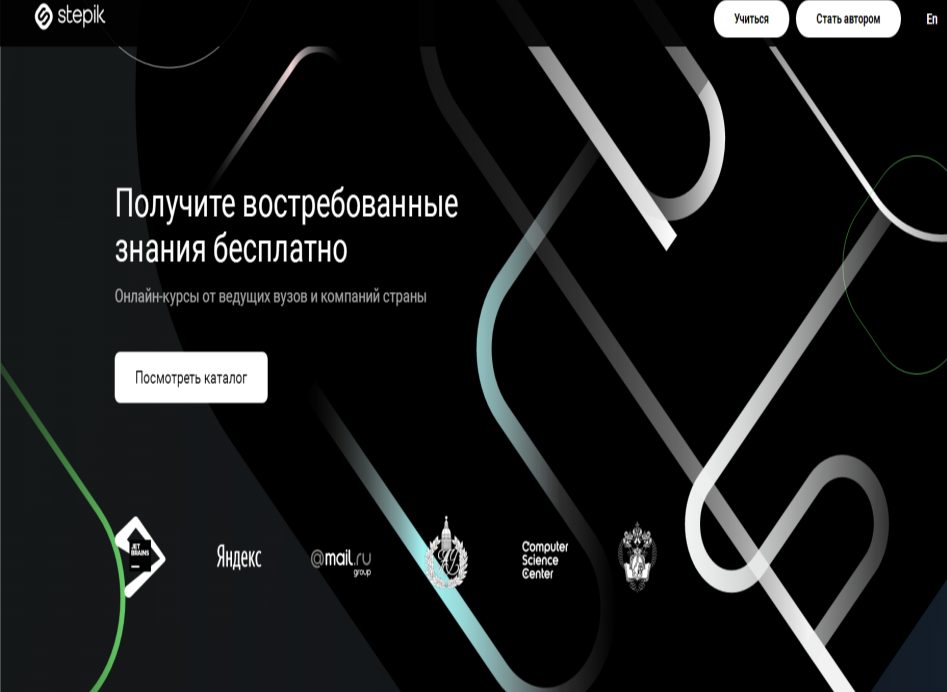 stepik
Учиться
Стать автором
En
Получите востребованные
знания бесплатно
Онлайн-курсы от ведущих вузов и компаний страны
Посмотреть каталог
JET
BRAINS
Яндекс
@mail.ru
group
Computer
Science
Center